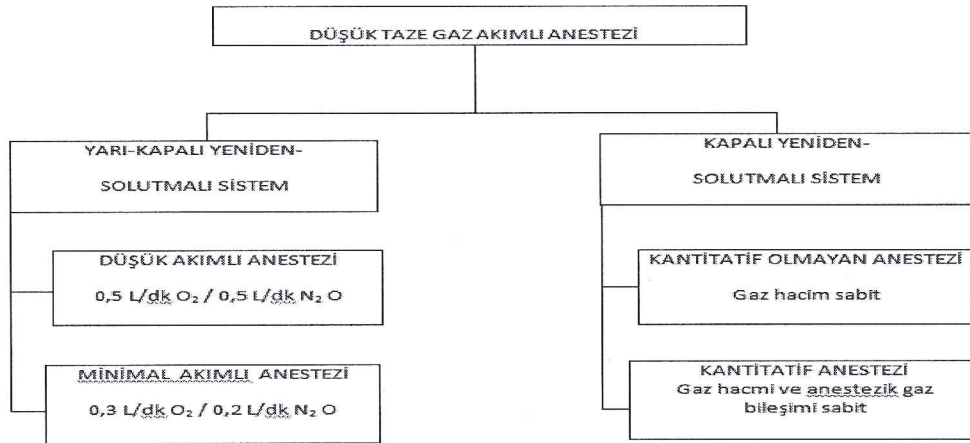 DÜŞÜK TAZE GAZ AKIMLI ANESTEZİ
YARI-KAPALI YENİDEN-
SOLUTMALI SİSTEM
DÜŞÜK AKIMLI ANESTEZİ
0,5 L/dk O₂ / 0,5 L/dk N₂ O
MİNİMAL AKIMLI ANESTEZİ
0,3 L/dk O₂ / 0,2 L/dk N₂ O
KAPALI YENİDEN-
SOLUTMALI SİSTEM
KANTİTATİF OLMAYAN ANESTEZİ
Gaz hacim sabit
KANTİTATİF ANESTEZİ
Gaz hacmi ve anestezik gaz
bileşimi sabit